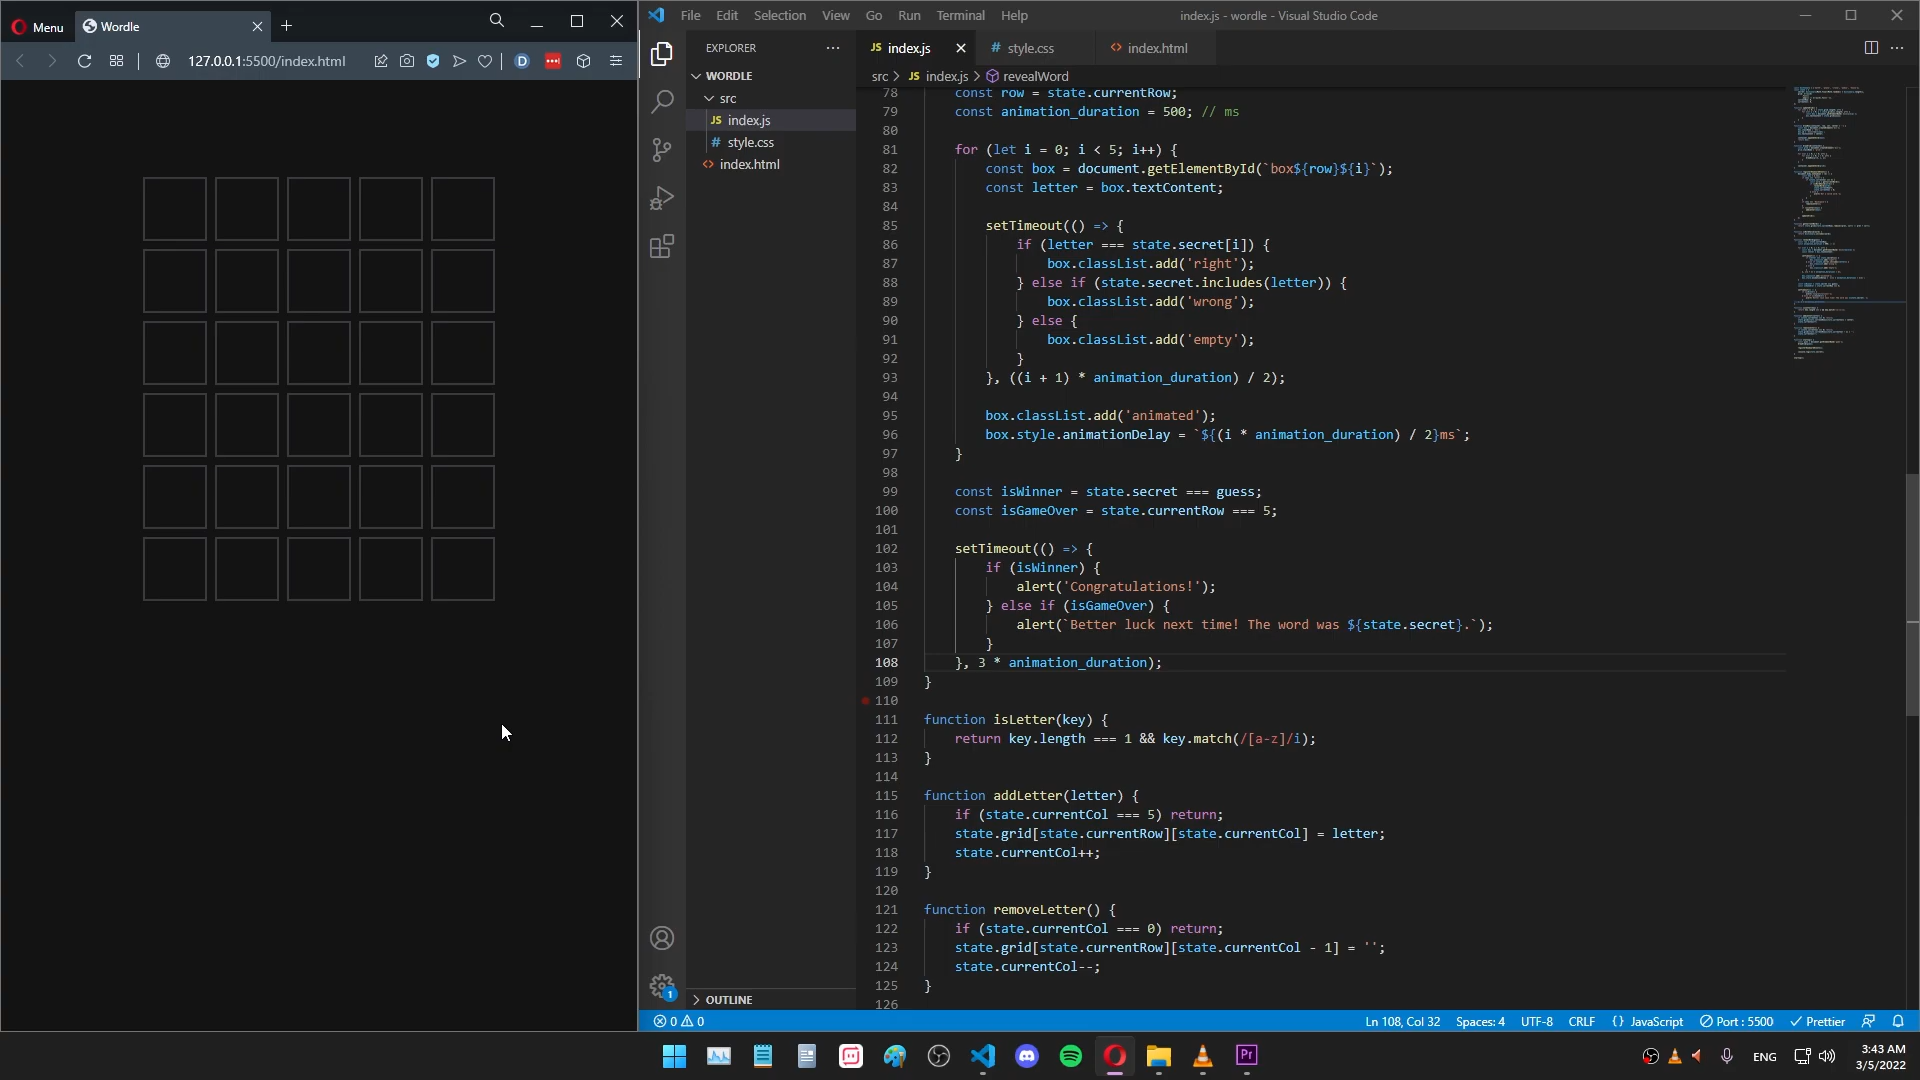 Menu
Wordle
127.0.0.1:5500/index.html
D
File Edit Selection View Go Run Terminal Help
index.js - wordle - Visual Studio Code
EXPLORER
WORDLE
src
JS index.js
# style.css
<> index.html
OUTLINE
1
JS index.js
# style.css
<> index.html
src > JS index.js > revealWord
78 const row = state.currentRow;
79 const animation_duration = 500; // ms
80
81 for (let i = 0; i < 5; i++) {
82 const box = document.getElementById(`box${row}${i}`);
83 const letter = box.textContent;
84
85 setTimeout(() => {
86 if (letter === state.secret[i]) {
87 box.classList.add('right');
88 } else if (state.secret.includes(letter)) {
89 box.classList.add('wrong');
90 } else {
91 box.classList.add('empty');
92 }
93 }, ((i + 1) * animation_duration) / 2);
94
95 box.classList.add('animated');
96 box.style.animationDelay = `${(i * animation_duration) / 2}ms`;
97 }
98
99 const isWinner = state.secret === guess;
100 const isGameOver = state.currentRow === 5;
101
102 setTimeout(() => {
103 if (isWinner) {
104 alert('Congratulations!');
105 } else if (isGameOver) {
106 alert(`Better luck next time! The word was ${state.secret}.`);
107 }
108 }, 3 * animation_duration);
109 }
110
111 function isLetter(key) {
112 return key.length === 1 && key.match(/[a-z]/i);
113 }
114
115 function addLetter(letter) {
116 if (state.currentCol === 5) return;
117 state.grid[state.currentRow][state.currentCol] = letter;
118 state.currentCol++;
119 }
120
121 function removeLetter() {
122 if (state.currentCol === 0) return;
123 state.grid[state.currentRow][state.currentCol - 1] = '';
124 state.currentCol--;
125 }
126
0 0
Ln 108, Col 32 Spaces: 4 UTF-8 CRLF {} JavaScript Port : 5500 Prettier
Pr
ENG
3:43 AM
3/5/2022